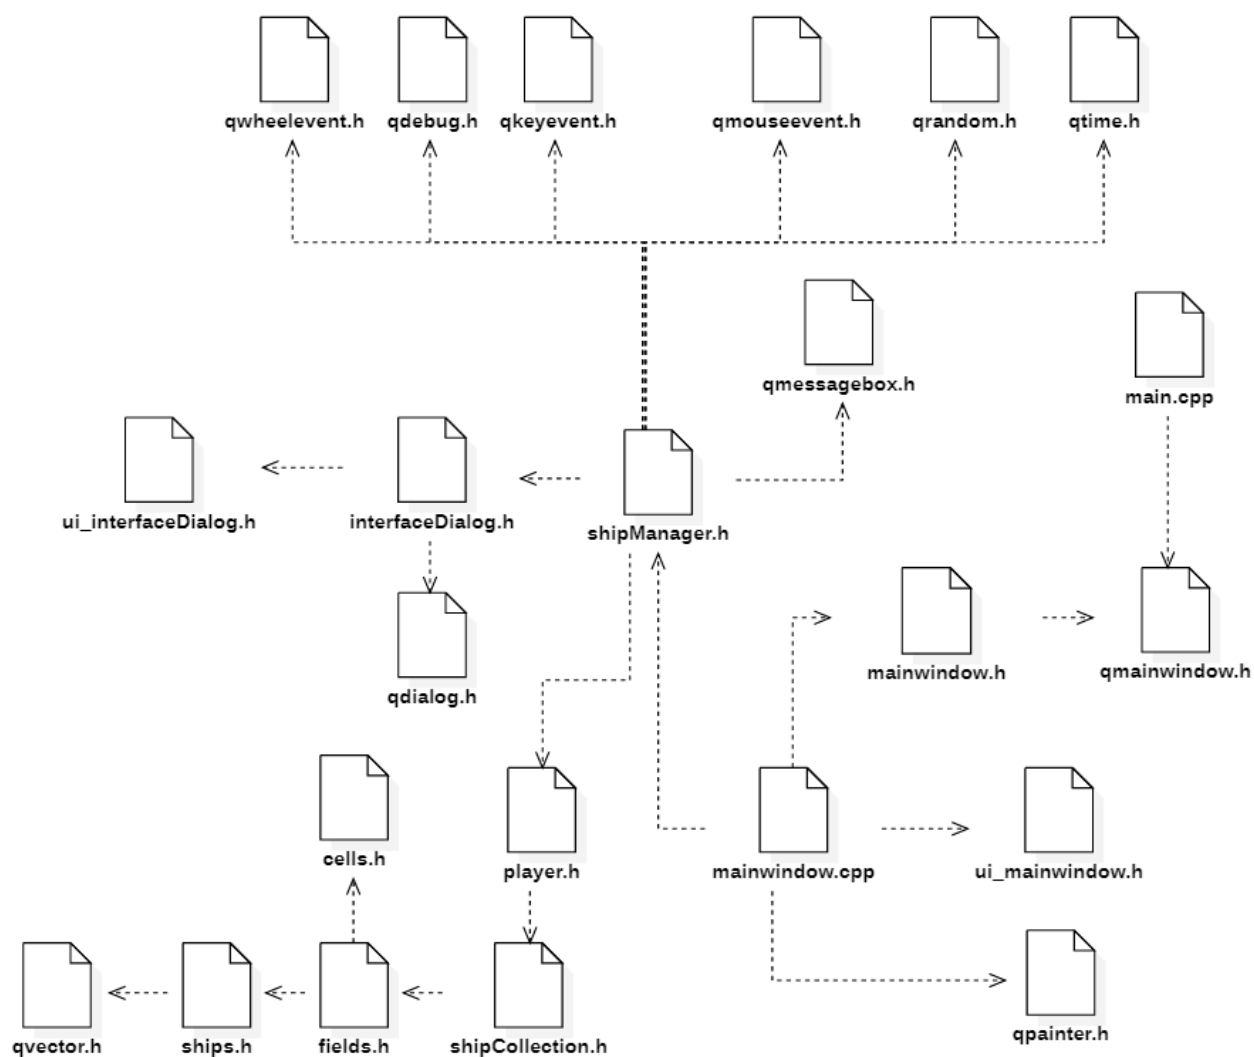 qwheelevent.h
qdebug.h
qkeyevent.h
qmouseevent.h
qrandom.h
qtime.h
qmessagebox.h
main.cpp
ui_interfaceDialog.h
interfaceDialog.h
shipManager.h
mainwindow.h
qmainwindow.h
qdialog.h
cells.h
player.h
mainwindow.cpp
ui_mainwindow.h
qvector.h
ships.h
fields.h
shipCollection.h
qpainter.h